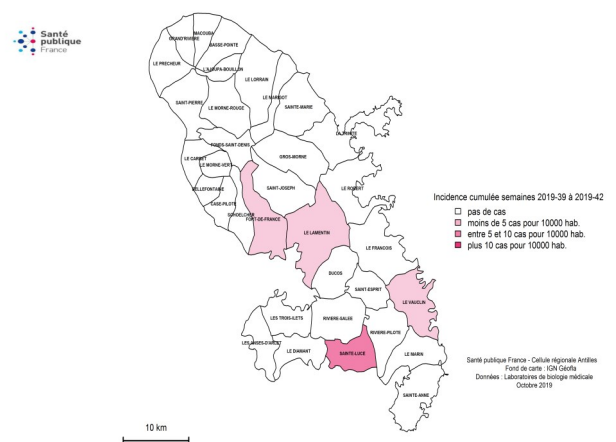 Santé
publique
France
MACOUBA
GRAND'RIVIERE
BASSE-POINTE
LE PRECHEUR
L'AJOUPA-BOUILLON
LE LORRAIN
LE MARIGOT
SAINT-PIERRE
LE MORNE-ROUGE
SAINTE-MARIE
LA TRINITE
FONDS-SAINT-DENIS
LE CARBET
GROS-MORNE
LE MORNE-VERT
BELLEFONTAINE
SAINT-JOSEPH
LE ROBERT
CASE-PILOTE
SCHOELCHER
FORT-DE-FRANCE
LE LAMENTIN
LE FRANCOIS
DUCOS
SAINT-ESPRIT
LE VAUCLIN
LES TROIS-ILETS
RIVIERE-SALEE
RIVIERE-PILOTE
LES ANSES-D'ARLET
LE DIAMANT
SAINTE-LUCE
LE MARIN
SAINTE-ANNE
Incidence cumulée semaines 2019-39 à 2019-42
pas de cas
moins de 5 cas pour 10000 hab.
entre 5 et 10 cas pour 10000 hab.
plus 10 cas pour 10000 hab.
Santé publique France - Cellule régionale Antilles
Fond de carte : IGN Géofla
Données : Laboratoires de biologie médicale
Octobre 2019
10 km